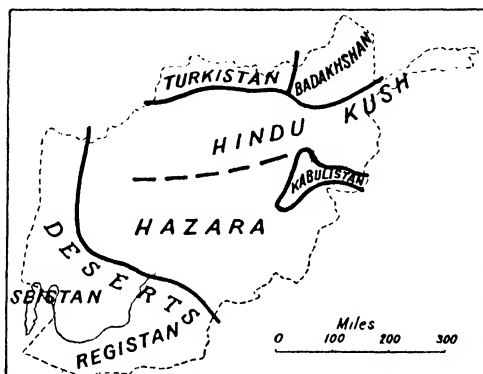 TURKISTAN
BADAKHSHAN
HINDU KUSH
KABULISTAN
HAZARA
DESERTS
SEISTAN
REGISTAN
Miles
0 100 200 300